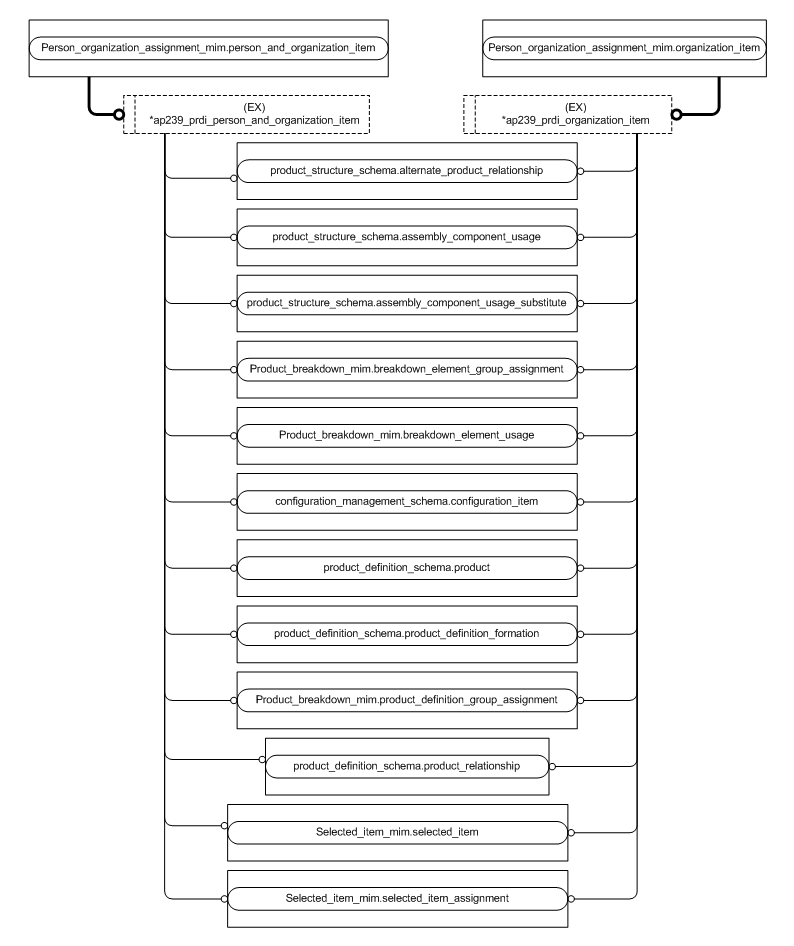 Person_organization_assignment_mim.person_and_organization_item
Person_organization_assignment_mim.organization_item
(EX)
*ap239_prdi_person_and_organization_item
(EX)
*ap239_prdi_organization_item
product_structure_schema.alternate_product_relationship
product_structure_schema.assembly_component_usage
product_structure_schema.assembly_component_usage_substitute
Product_breakdown_mim.breakdown_element_group_assignment
Product_breakdown_mim.breakdown_element_usage
configuration_management_schema.configuration_item
product_definition_schema.product
product_definition_schema.product_definition_formation
Product_breakdown_mim.product_definition_group_assignment
product_definition_schema.product_relationship
Selected_item_mim.selected_item
Selected_item_mim.selected_item_assignment